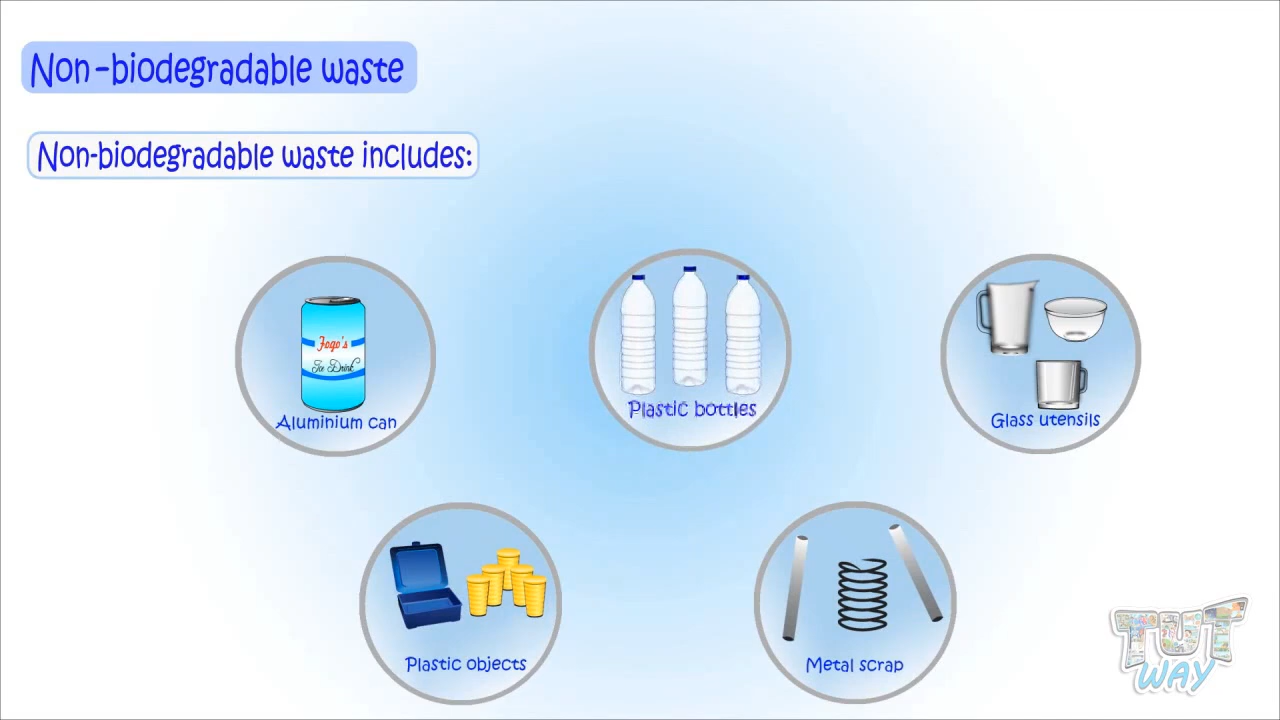 Non-biodegradable waste
Non-biodegradable waste includes:
Fogo's
Ice Drink
Aluminium can
Plastic bottles
Glass utensils
Plastic objects
Metal scrap
TUT
WAY